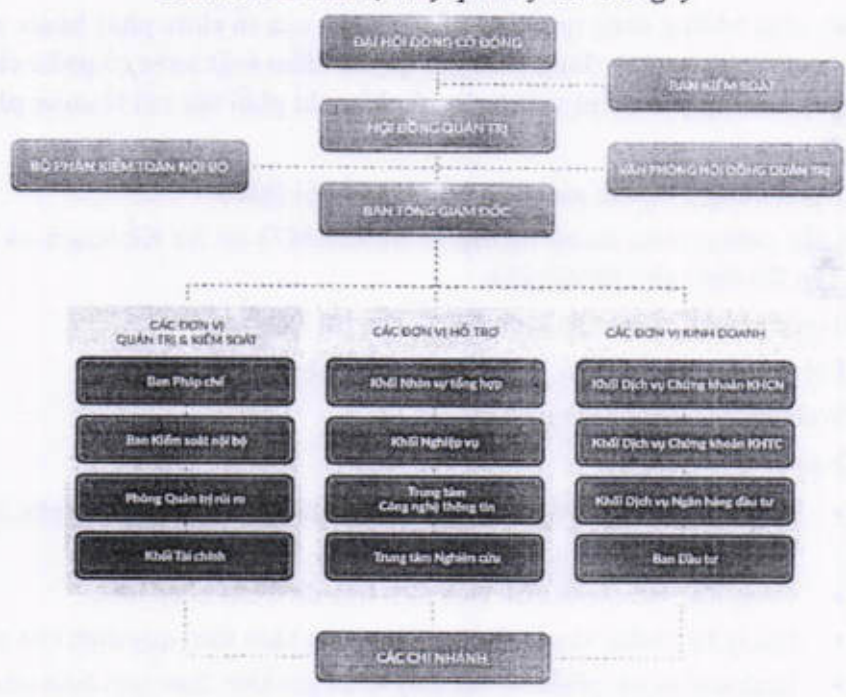 ĐẠI HỘI ĐỒNG CỔ ĐÔNG
BAN KIỂM SOÁT
HỘI ĐỒNG QUẢN TRỊ
BỘ PHẬN KIỂM TOÁN NỘI BỘ
VĂN PHÒNG HỘI ĐỒNG QUẢN TRỊ
BAN TỔNG GIÁM ĐỐC
CÁC ĐƠN VỊ
QUẢN TRỊ & KIỂM SOÁT
CÁC ĐƠN VỊ HỖ TRỢ
CÁC ĐƠN VỊ KINH DOANH
Ban Pháp chế
Khối Nhân sự tổng hợp
Khối Dịch vụ Chứng khoán KHCN
Ban Kiểm soát nội bộ
Khối Nghiệp vụ
Khối Dịch vụ Chứng khoán KHTC
Phòng Quản trị rủi ro
Trung tâm
Công nghệ thông tin
Khối Dịch vụ Ngân hàng đầu tư
Khối Tài chính
Trung tâm Nghiên cứu
Ban Đầu tư
CÁC CHI NHÁNH